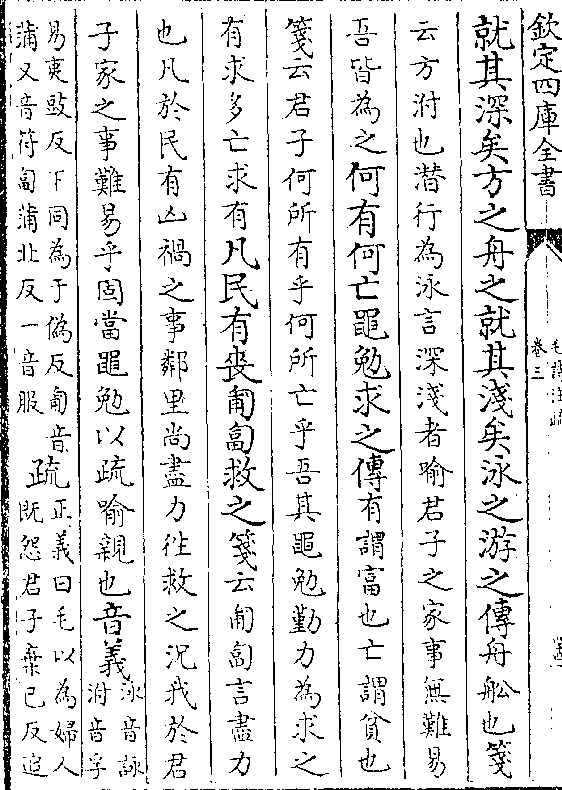 欽定四庫全書
毛詩注疏
卷三
就其深矣方之舟之就其淺矣泳之游之傳舟船也箋
云方泭也潛行為泳言深淺者喻君子之家事無難易
吾皆為之何有何亡黽勉求之傳有謂富也亡謂貧也
箋云君子何所有乎何所亡乎吾其黽勉勤力為求之
有求多亡求有凡民有喪匍匐救之箋云匍匐言盡力
也凡於民有凶禍之事鄰里尚盡力往救之況我於君
子家之事難易乎固當黽勉以疏喻親也音義
泳音詠
泭音孚
易夷豉反下同為于偽反匍音
蒲又音符匐蒲北反一音服
疏
正義曰毛以為婦人
既怨君子棄已反追